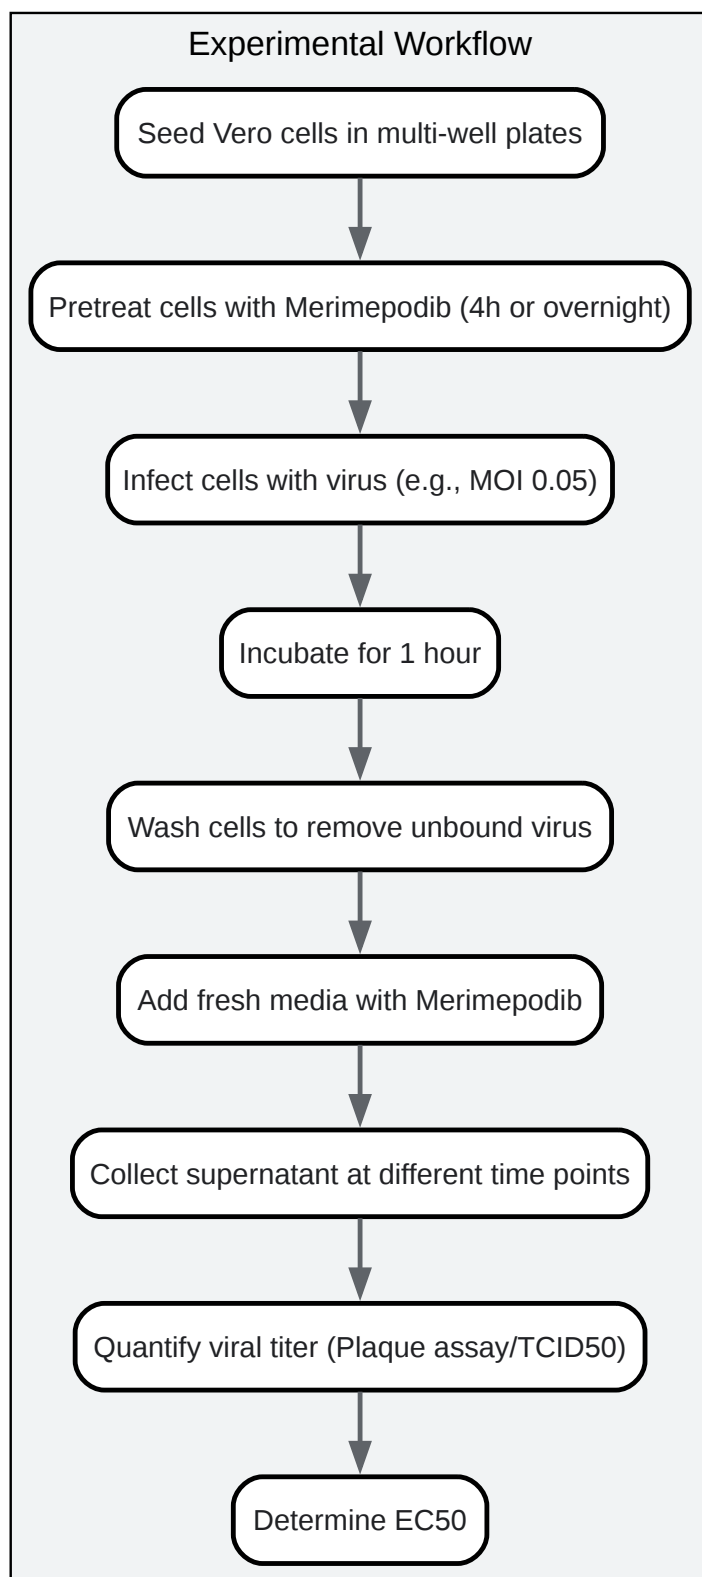 Experimental Workflow
Seed Vero cells in multi-well plates
Pretreat cells with Merimepodib (4h or overnight)
Infect cells with virus (e.g., MOI 0.05)
Incubate for 1 hour
Wash cells to remove unbound virus
Add fresh media with Merimepodib
Collect supernatant at different time points
Quantify viral titer (Plaque assay/TCID50)
Determine EC50